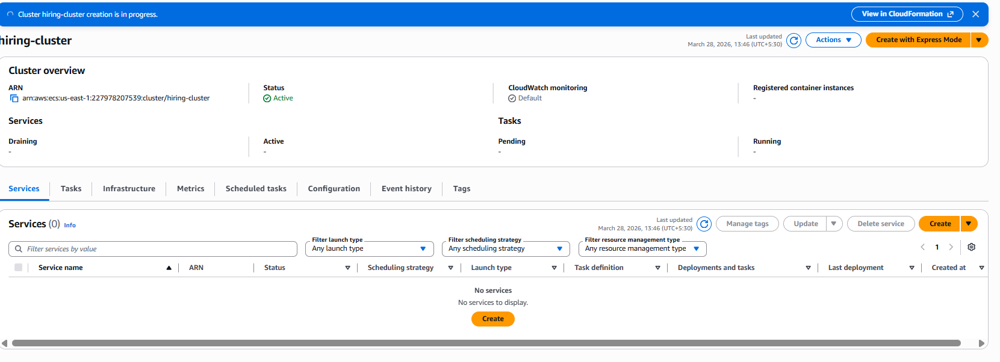 Cluster hiring-cluster creation is in progress.
View in CloudFormation
hiring-cluster
Last updated
March 28, 2026, 13:46 (UTC+5:30)
Actions
Create with Express Mode
Cluster overview
ARN
arn:aws:ecs:us-east-1:227978207539:cluster/hiring-cluster
Status
Active
CloudWatch monitoring
Default
Registered container instances
-
Services
Tasks
Draining
-
Active
-
Pending
-
Running
-
Services Tasks Infrastructure Metrics Scheduled tasks Configuration Event history Tags
Services (0) Info
Last updated
March 28, 2026, 13:46 (UTC+5:30)
Manage tags
Update
Delete service
Create
Filter services by value
Filter launch type
Any launch type
Filter scheduling strategy
Any scheduling strategy
Filter resource management type
Any resource management type
1
Service name ARN Status Scheduling strategy Launch type Task definition Deployments and tasks Last deployment Created at
No services
No services to display.
Create